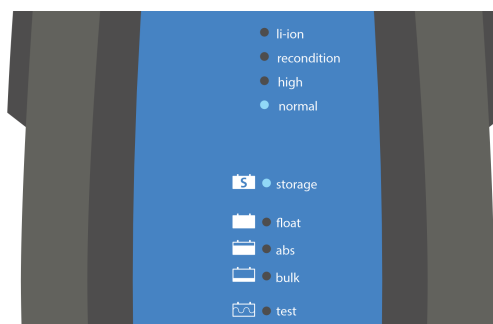 li-ion
recondition
high
normal
S storage
float
abs
bulk
test